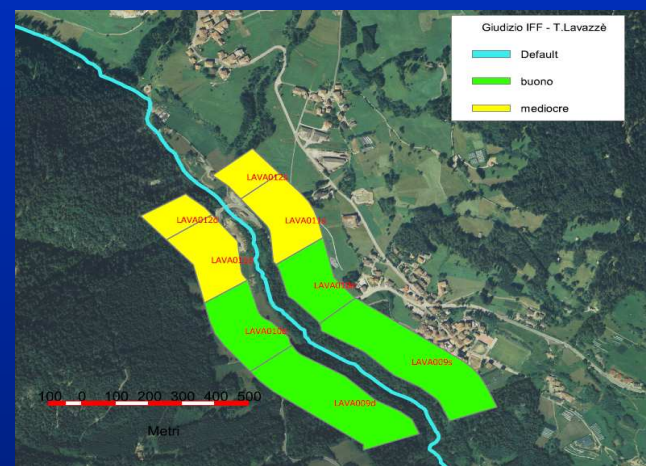 Giudizio IFF - T.Lavazzè
Default
buono
mediocre
LAVA012s
LAVA012d
LAVA011s
LAVA011d
LAVA010s
LAVA010d
LAVA009s
LAVA009d
100 0 100 200 300 400 500
Metri